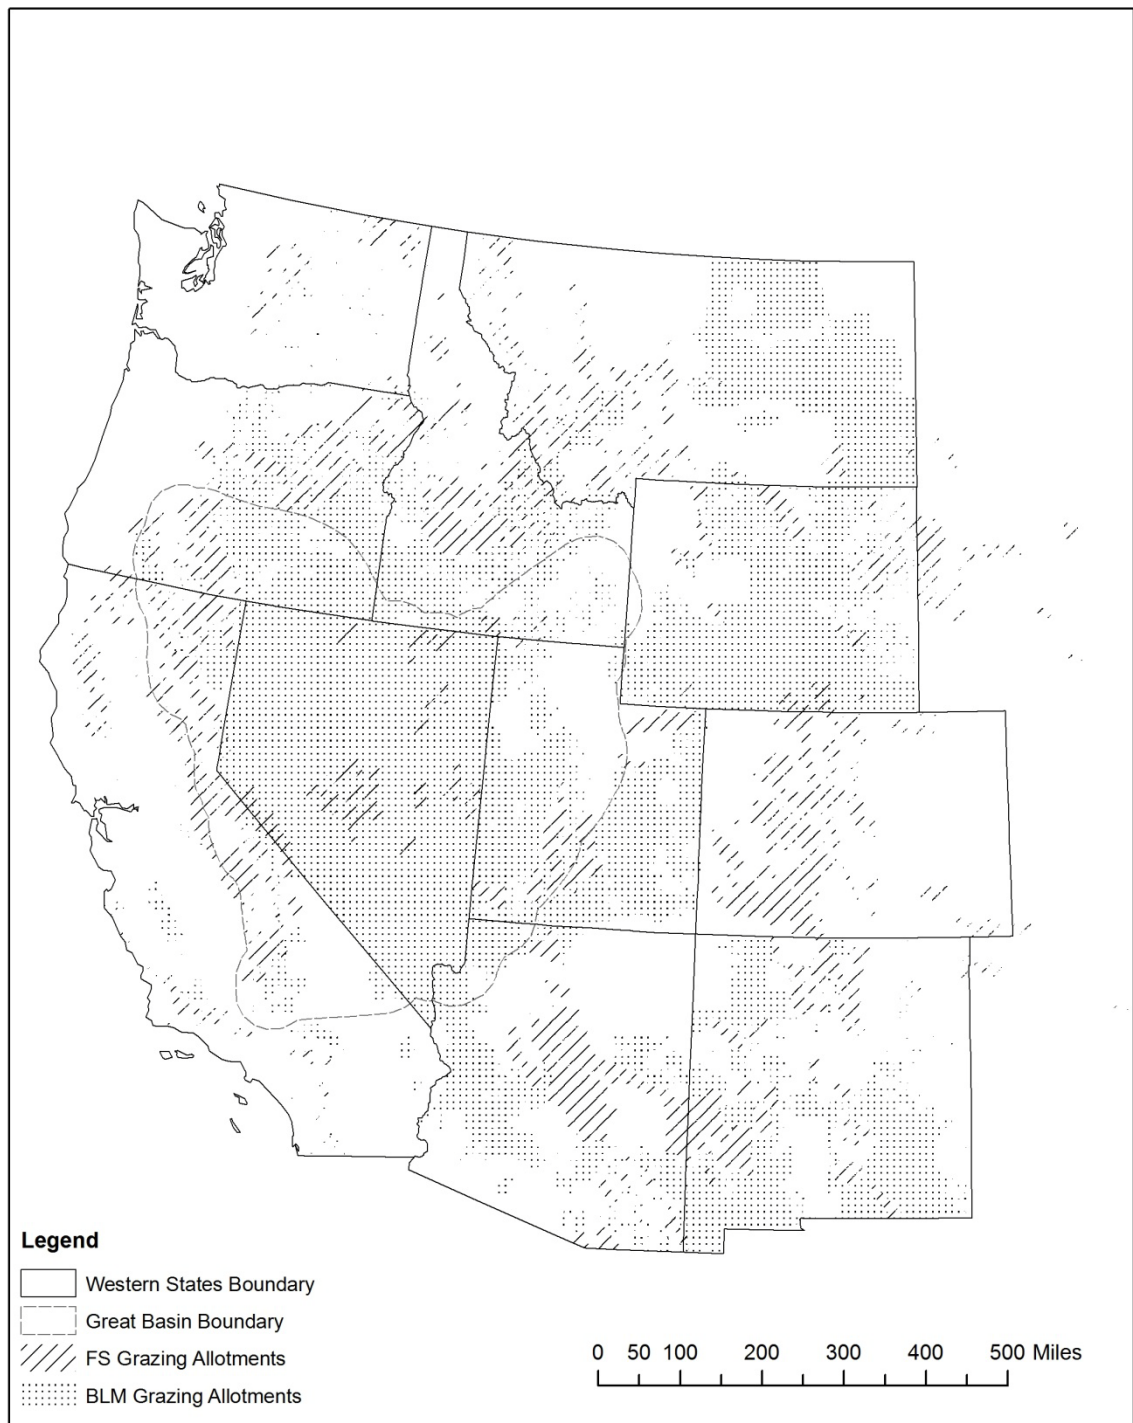 Legend
Western States Boundary
Great Basin Boundary
FS Grazing Allotments
BLM Grazing Allotments
0 50 100 200 300 400 500 Miles